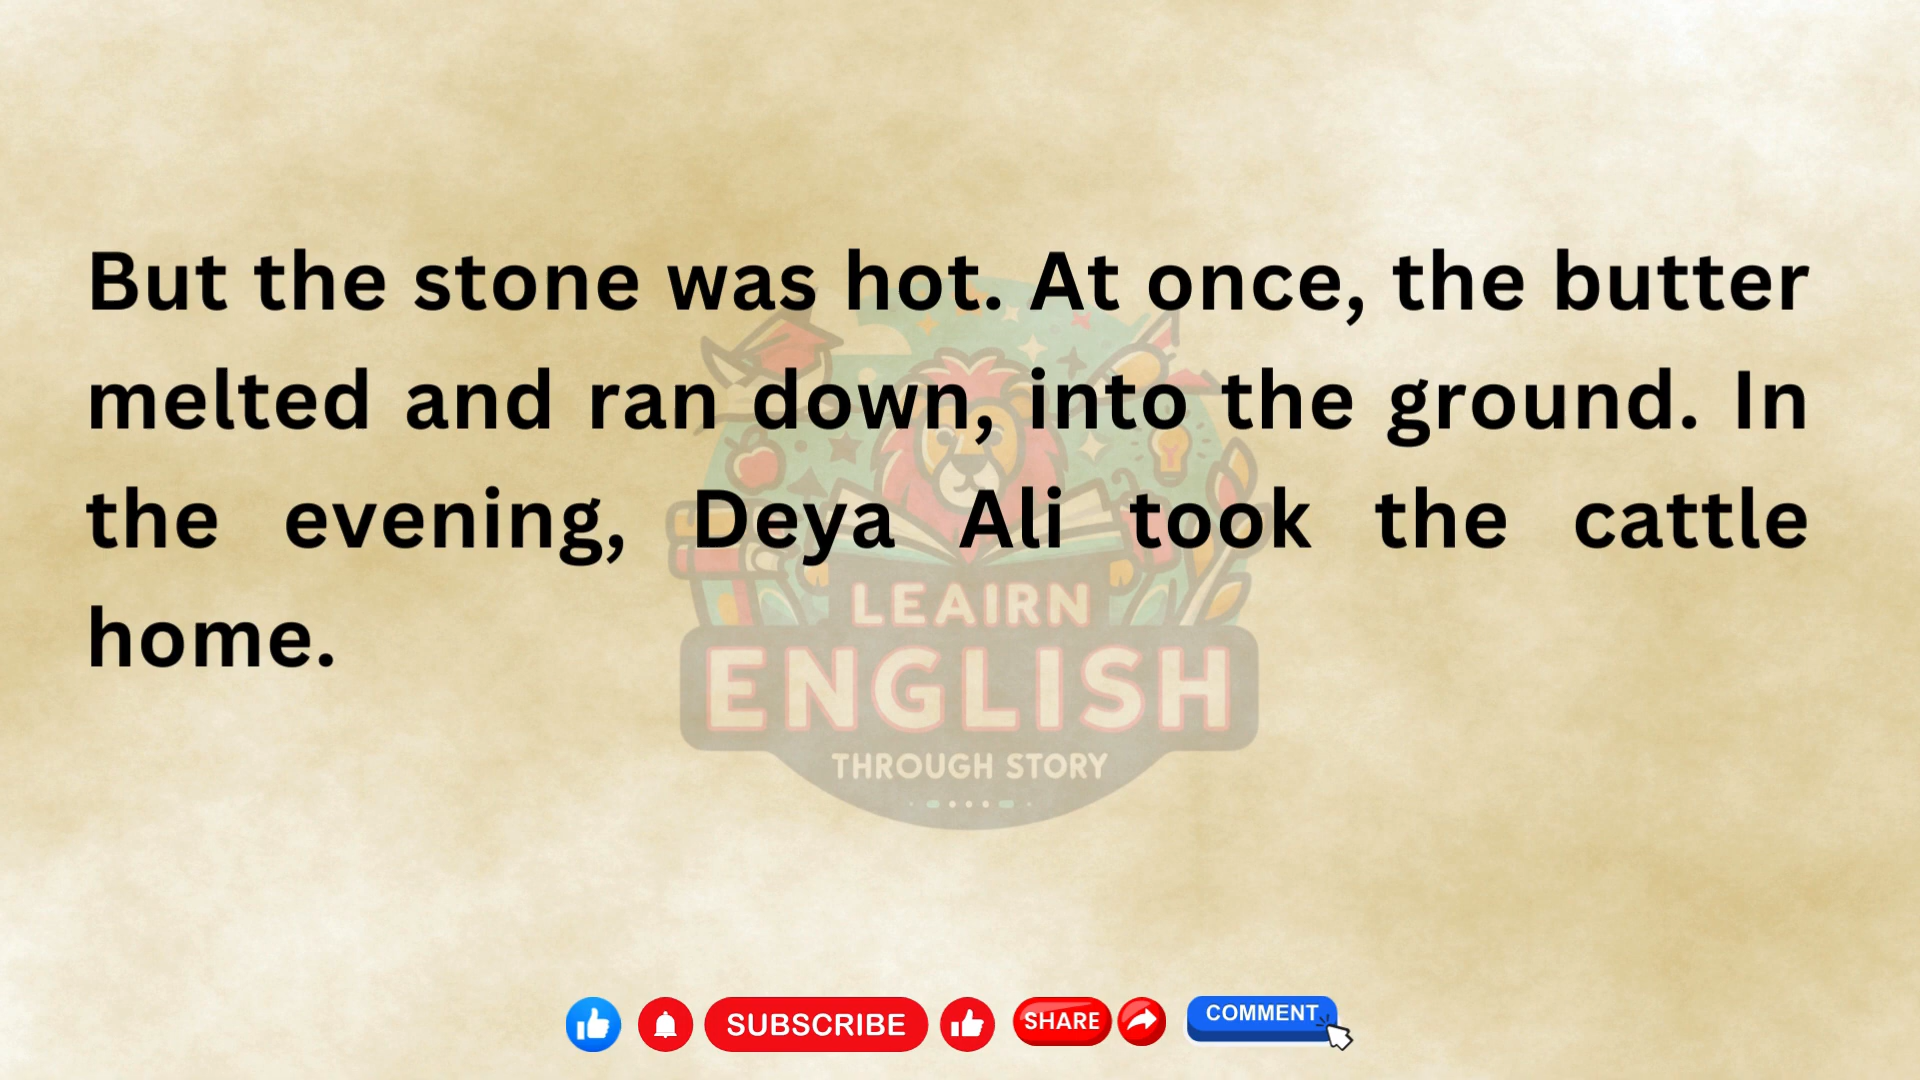 But the stone was hot. At once, the butter
melted and ran down, into the ground. In
the evening, Deya Ali took the cattle
home.
LEAIRN
ENGLISH
THROUGH STORY
SUBSCRIBE
SHARE
COMMENT